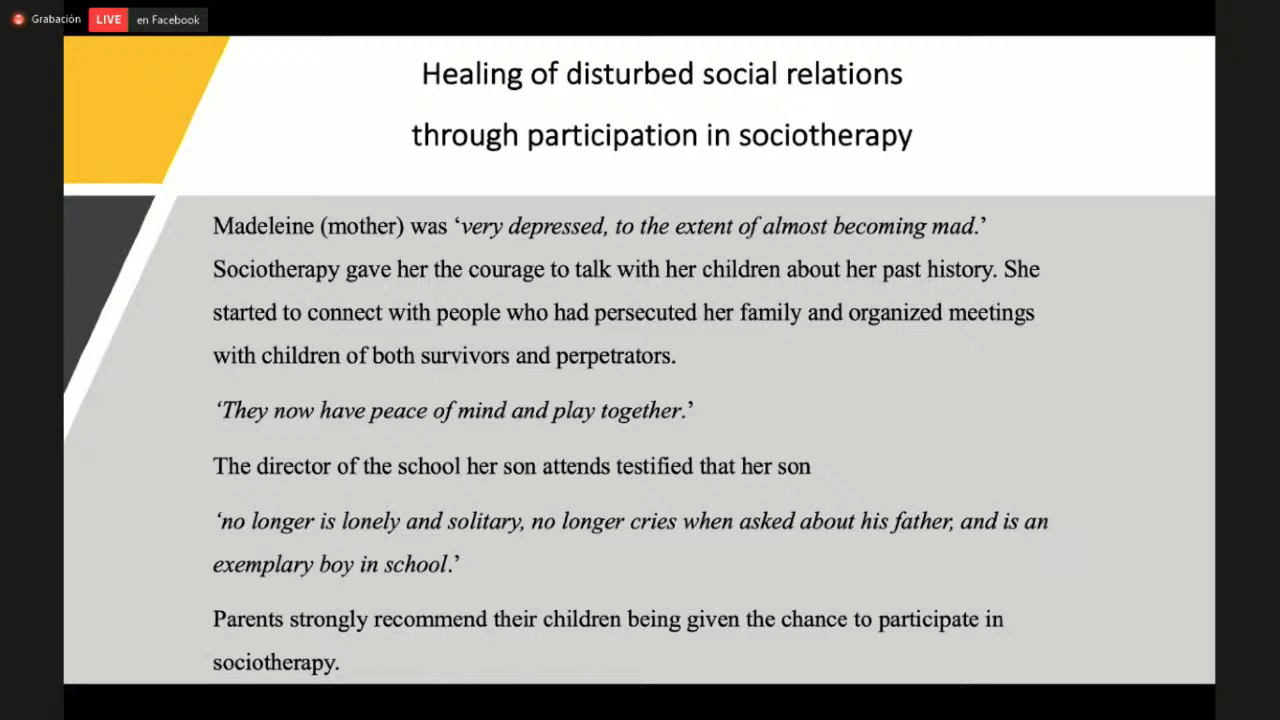 Grabación LIVE en Facebook
Healing of disturbed social relations
through participation in sociotherapy
Madeleine (mother) was ‘very depressed, to the extent of almost becoming mad.’
Sociotherapy gave her the courage to talk with her children about her past history. She
started to connect with people who had persecuted her family and organized meetings
with children of both survivors and perpetrators.
‘They now have peace of mind and play together.’
The director of the school her son attends testified that her son
‘no longer is lonely and solitary, no longer cries when asked about his father, and is an
exemplary boy in school.’
Parents strongly recommend their children being given the chance to participate in
sociotherapy.